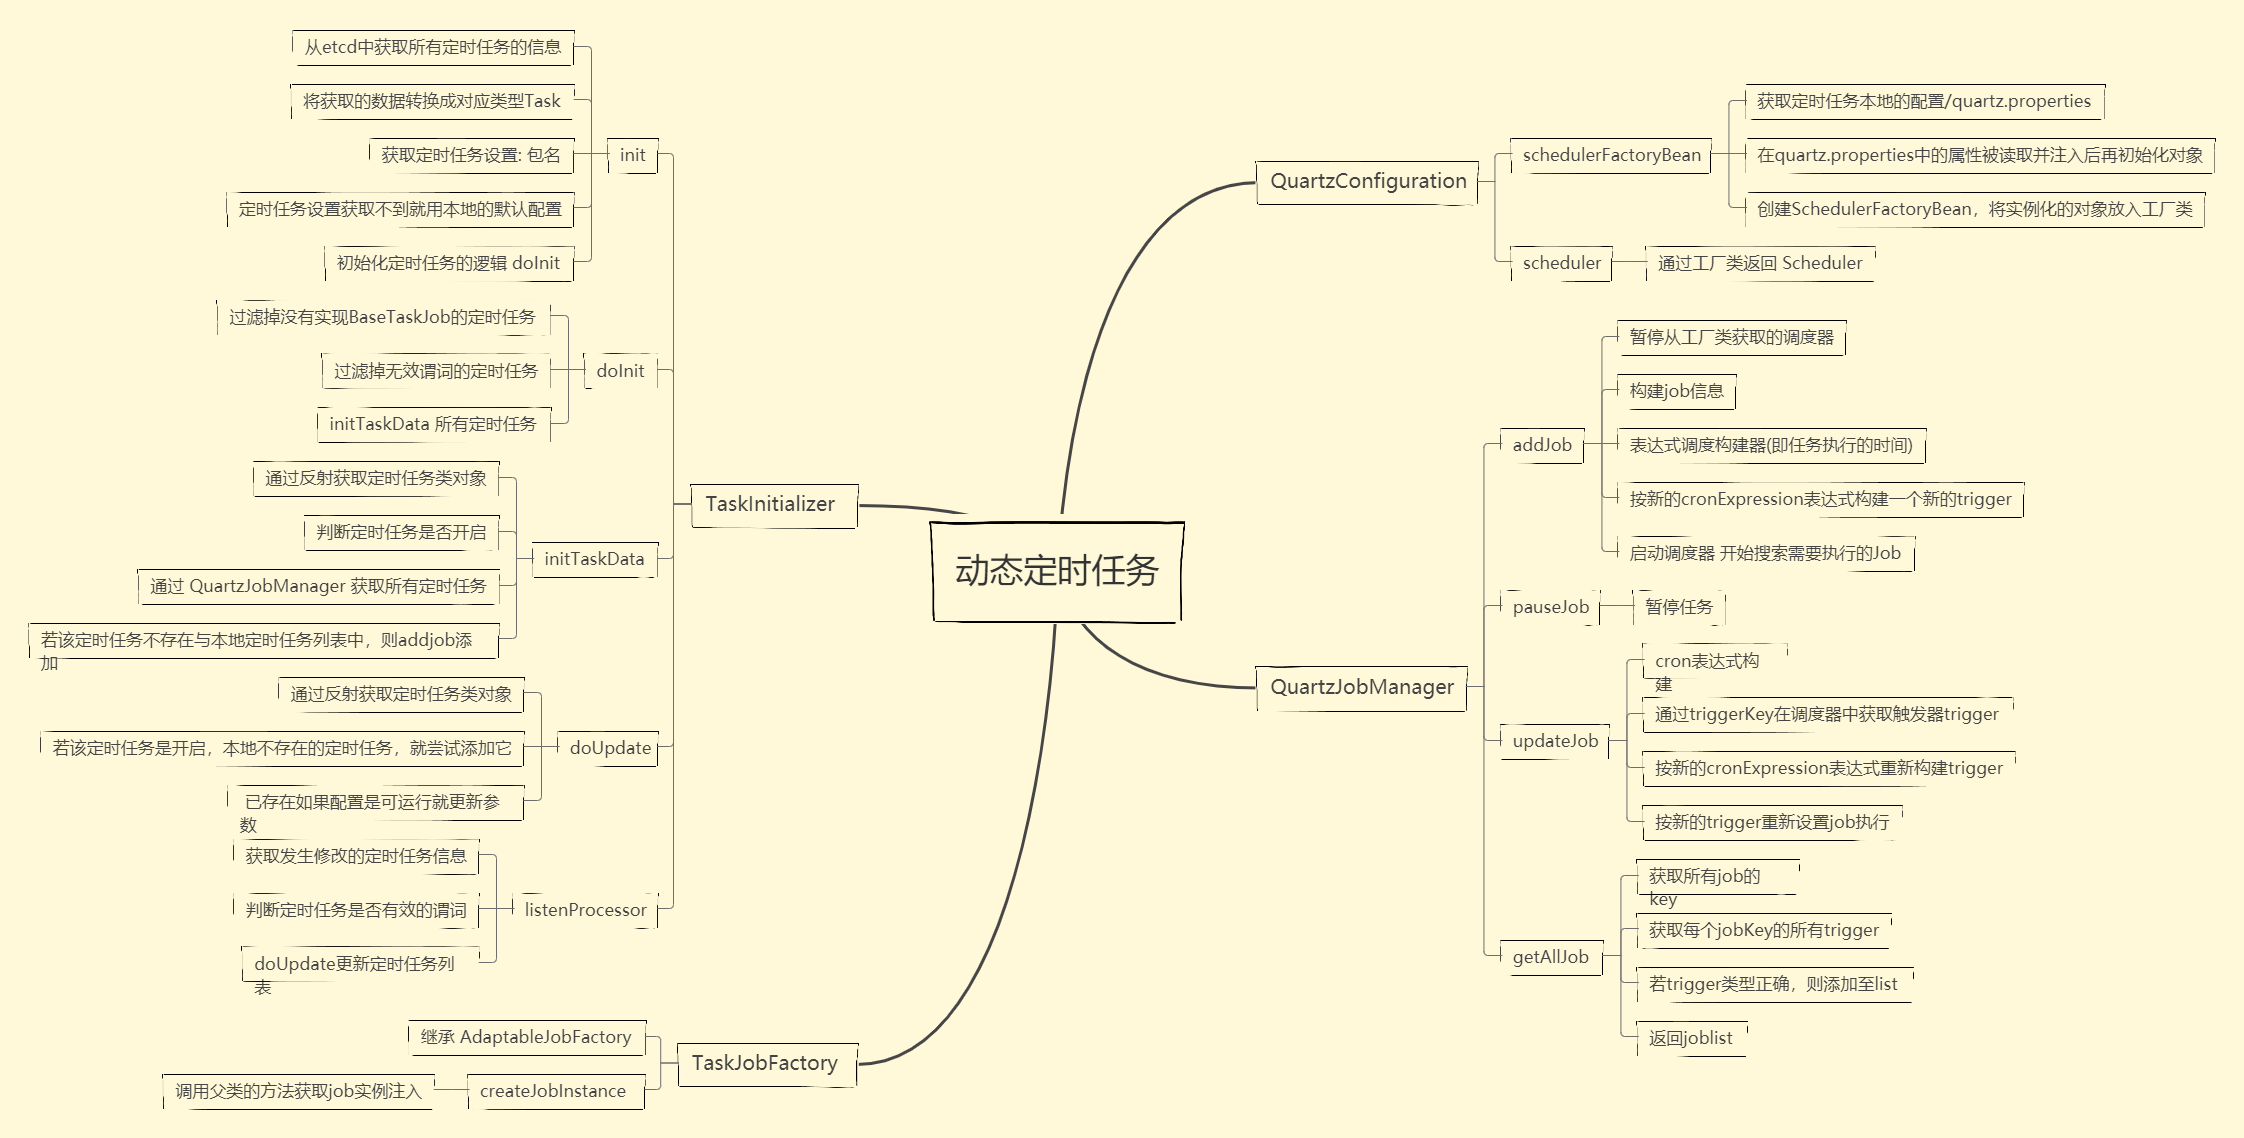 动态定时任务
QuartzConfiguration
schedulerFactoryBean
获取定时任务本地的配置/quartz.properties
在quartz.properties中的属性被读取并注入后再初始化对象
创建SchedulerFactoryBean，将实例化的对象放入工厂类
scheduler
通过工厂类返回 Scheduler
QuartzJobManager
addJob
暂停从工厂类获取的调度器
构建job信息
表达式调度构建器(即任务执行的时间)
按新的cronExpression表达式构建一个新的trigger
启动调度器 开始搜索需要执行的Job
pauseJob
暂停任务
updateJob
cron表达式构
建
通过triggerKey在调度器中获取触发器trigger
按新的cronExpression表达式重新构建trigger
按新的trigger重新设置job执行
getAllJob
获取所有job的
key
获取每个jobKey的所有trigger
若trigger类型正确，则添加至list
返回joblist
TaskInitializer
init
从etcd中获取所有定时任务的信息
将获取的数据转换成对应类型Task
获取定时任务设置: 包名
定时任务设置获取不到就用本地的默认配置
初始化定时任务的逻辑 doInit
doInit
过滤掉没有实现BaseTaskJob的定时任务
过滤掉无效谓词的定时任务
initTaskData 所有定时任务
initTaskData
通过反射获取定时任务类对象
判断定时任务是否开启
通过 QuartzJobManager 获取所有定时任务
若该定时任务不存在与本地定时任务列表中，则addjob添
加
doUpdate
通过反射获取定时任务类对象
若该定时任务是开启，本地不存在的定时任务，就尝试添加它
已存在如果配置是可运行就更新参
数
listenProcessor
获取发生修改的定时任务信息
判断定时任务是否有效的谓词
doUpdate更新定时任务列
表
TaskJobFactory
继承 AdaptableJobFactory
createJobInstance
调用父类的方法获取job实例注入